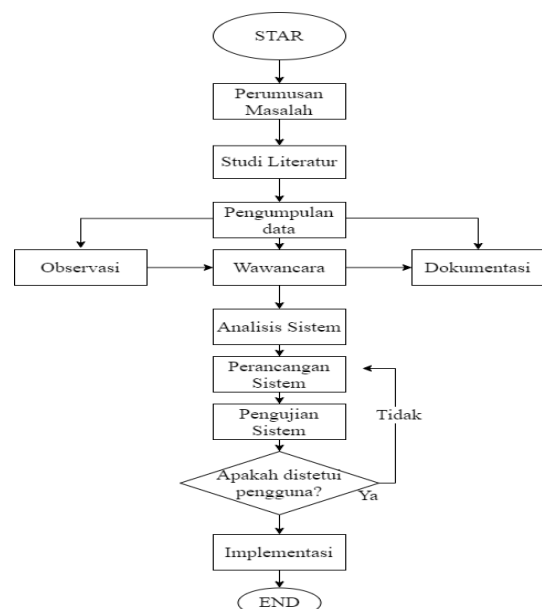 STAR
Perumusan
Masalah
Studi Literatur
Pengumpulan
data
Observasi
Wawancara
Dokumentasi
Analisis Sistem
Perancangan
Sistem
Pengujian
Sistem
Tidak
Apakah distetui
pengguna?
Ya
Implementasi
END